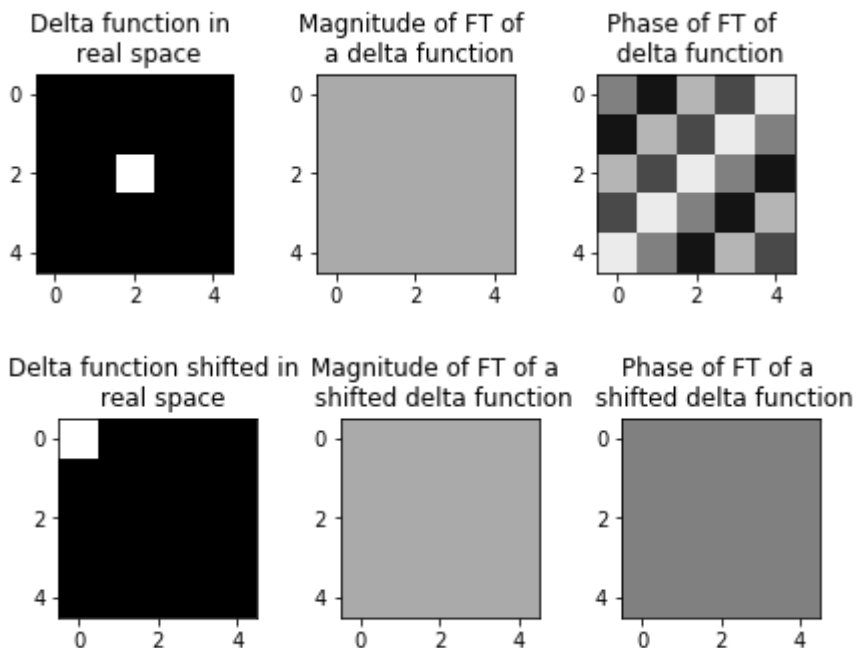 Delta function in
real space
Magnitude of FT of
a delta function
Phase of FT of
delta function
0
2
4
0 2 4
0
2
4
0 2 4
0
2
4
0 2 4
Delta function shifted in
real space
Magnitude of FT of a
shifted delta function
Phase of FT of a
shifted delta function
0
2
4
0 2 4
0
2
4
0 2 4
0
2
4
0 2 4